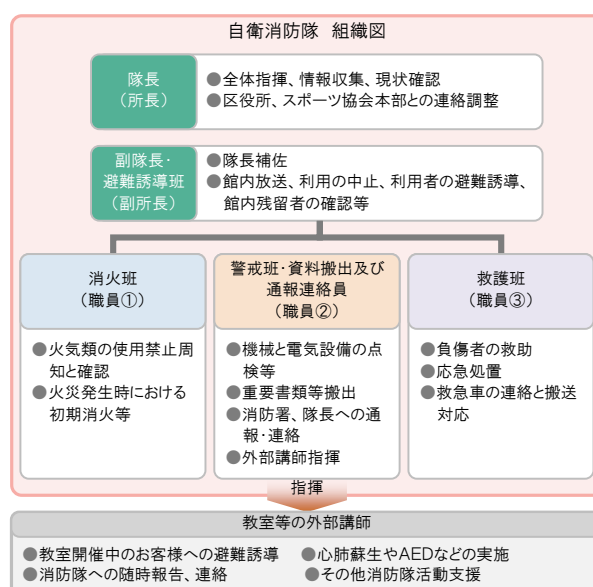 自衛消防隊 組織図
隊長
（所長）
●全体指揮、情報収集、現状確認
●区役所、スポーツ協会本部との連絡調整
副隊長・
避難誘導班
（副所長）
●隊長補佐
●館内放送、利用の中止、利用者の避難誘導、
館内残留者の確認等
消火班
（職員①）
●火気類の使用禁止周
知と確認
●火災発生時における
初期消火等
警戒班・資料搬出及び
通報連絡員
（職員②）
●機械と電気設備の点
検等
●重要書類等搬出
●消防署、隊長への通
報・連絡
●外部講師指揮
救護班
（職員③）
●負傷者の救助
●応急処置
●救急車の連絡と搬送
対応
指揮
教室等の外部講師
●教室開催中のお客様への避難誘導
●消防隊への随時報告、連絡
●心肺蘇生やAEDなどの実施
●その他消防隊活動支援